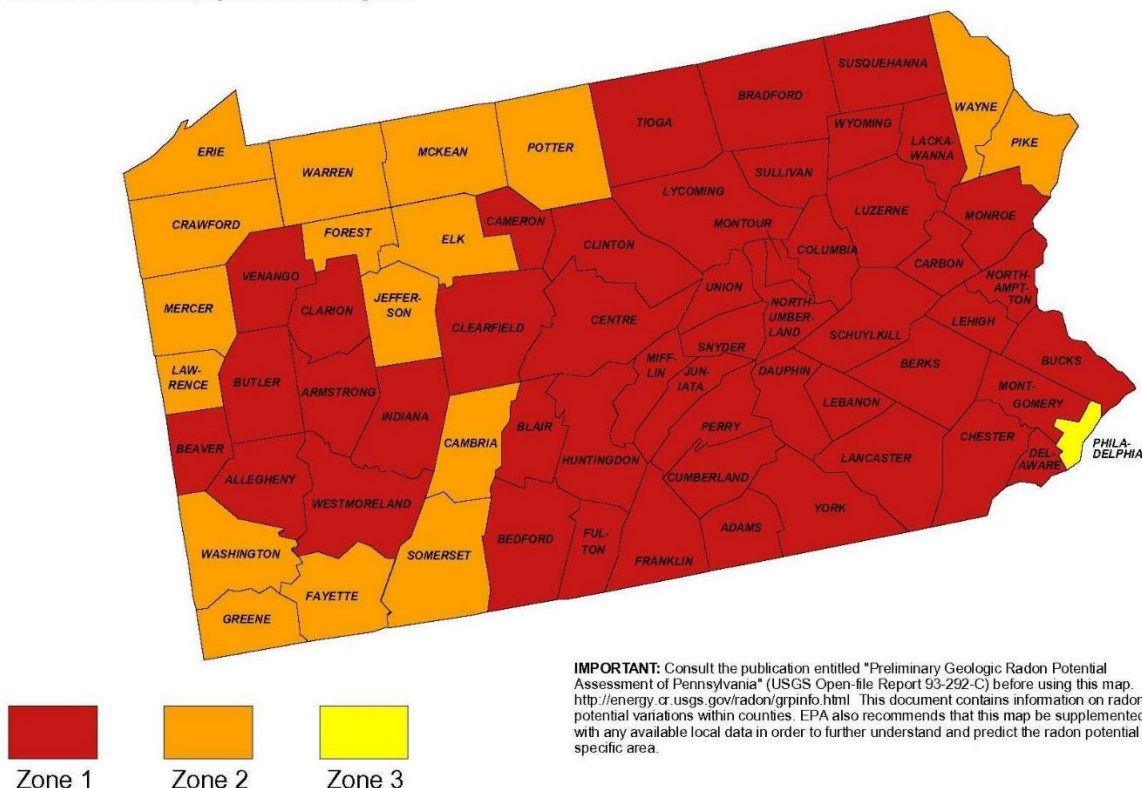 SUSQUEHANNA
BRADFORD
TIOGA
WAYNE
WYOMING
LACKA-
WANNA
PIKE
ERIE
WARREN
MCKEAN
POTTER
SULLIVAN
LYCOMING
CRAWFORD
FOREST
ELK
CAMERON
CLINTON
MONTOUR
COLUMBIA
LUZERNE
MONROE
VENANGO
CARBON
NORTH-
AMPT-
TON
MERCER
CLARION
JEFFER-
SON
CLEARFIELD
CENTRE
UNION
NORTH-
UMBER-
LAND
SCHUYLKILL
LEHIGH
SNYDER
BERKS
BUCKS
LAW-
RENCE
BUTLER
ARMSTRONG
INDIANA
MIFF-
LIN
JUN-
IATA
DAUPHIN
LEBANON
MONT-
GOMERY
BEAVER
CAMBRIA
BLAIR
PERRY
HUNTINGDON
CHESTER
DEL-
AWARE
PHILA-
DELPHIA
ALLEGHENY
WESTMORELAND
CUMBERLAND
LANCASTER
WASHINGTON
SOMERSET
BEDFORD
FUL-
TON
FRANKLIN
ADAMS
YORK
FAYETTE
GREENE
IMPORTANT: Consult the publication entitled "Preliminary Geologic Radon Potential
Assessment of Pennsylvania" (USGS Open-file Report 93-292-C) before using this map.
http://energy.cr.usgs.gov/radon/grpinfo.html This document contains information on radon
potential variations within counties. EPA also recommends that this map be supplemented
with any available local data in order to further understand and predict the radon potential
specific area.
Zone 1
Zone 2
Zone 3